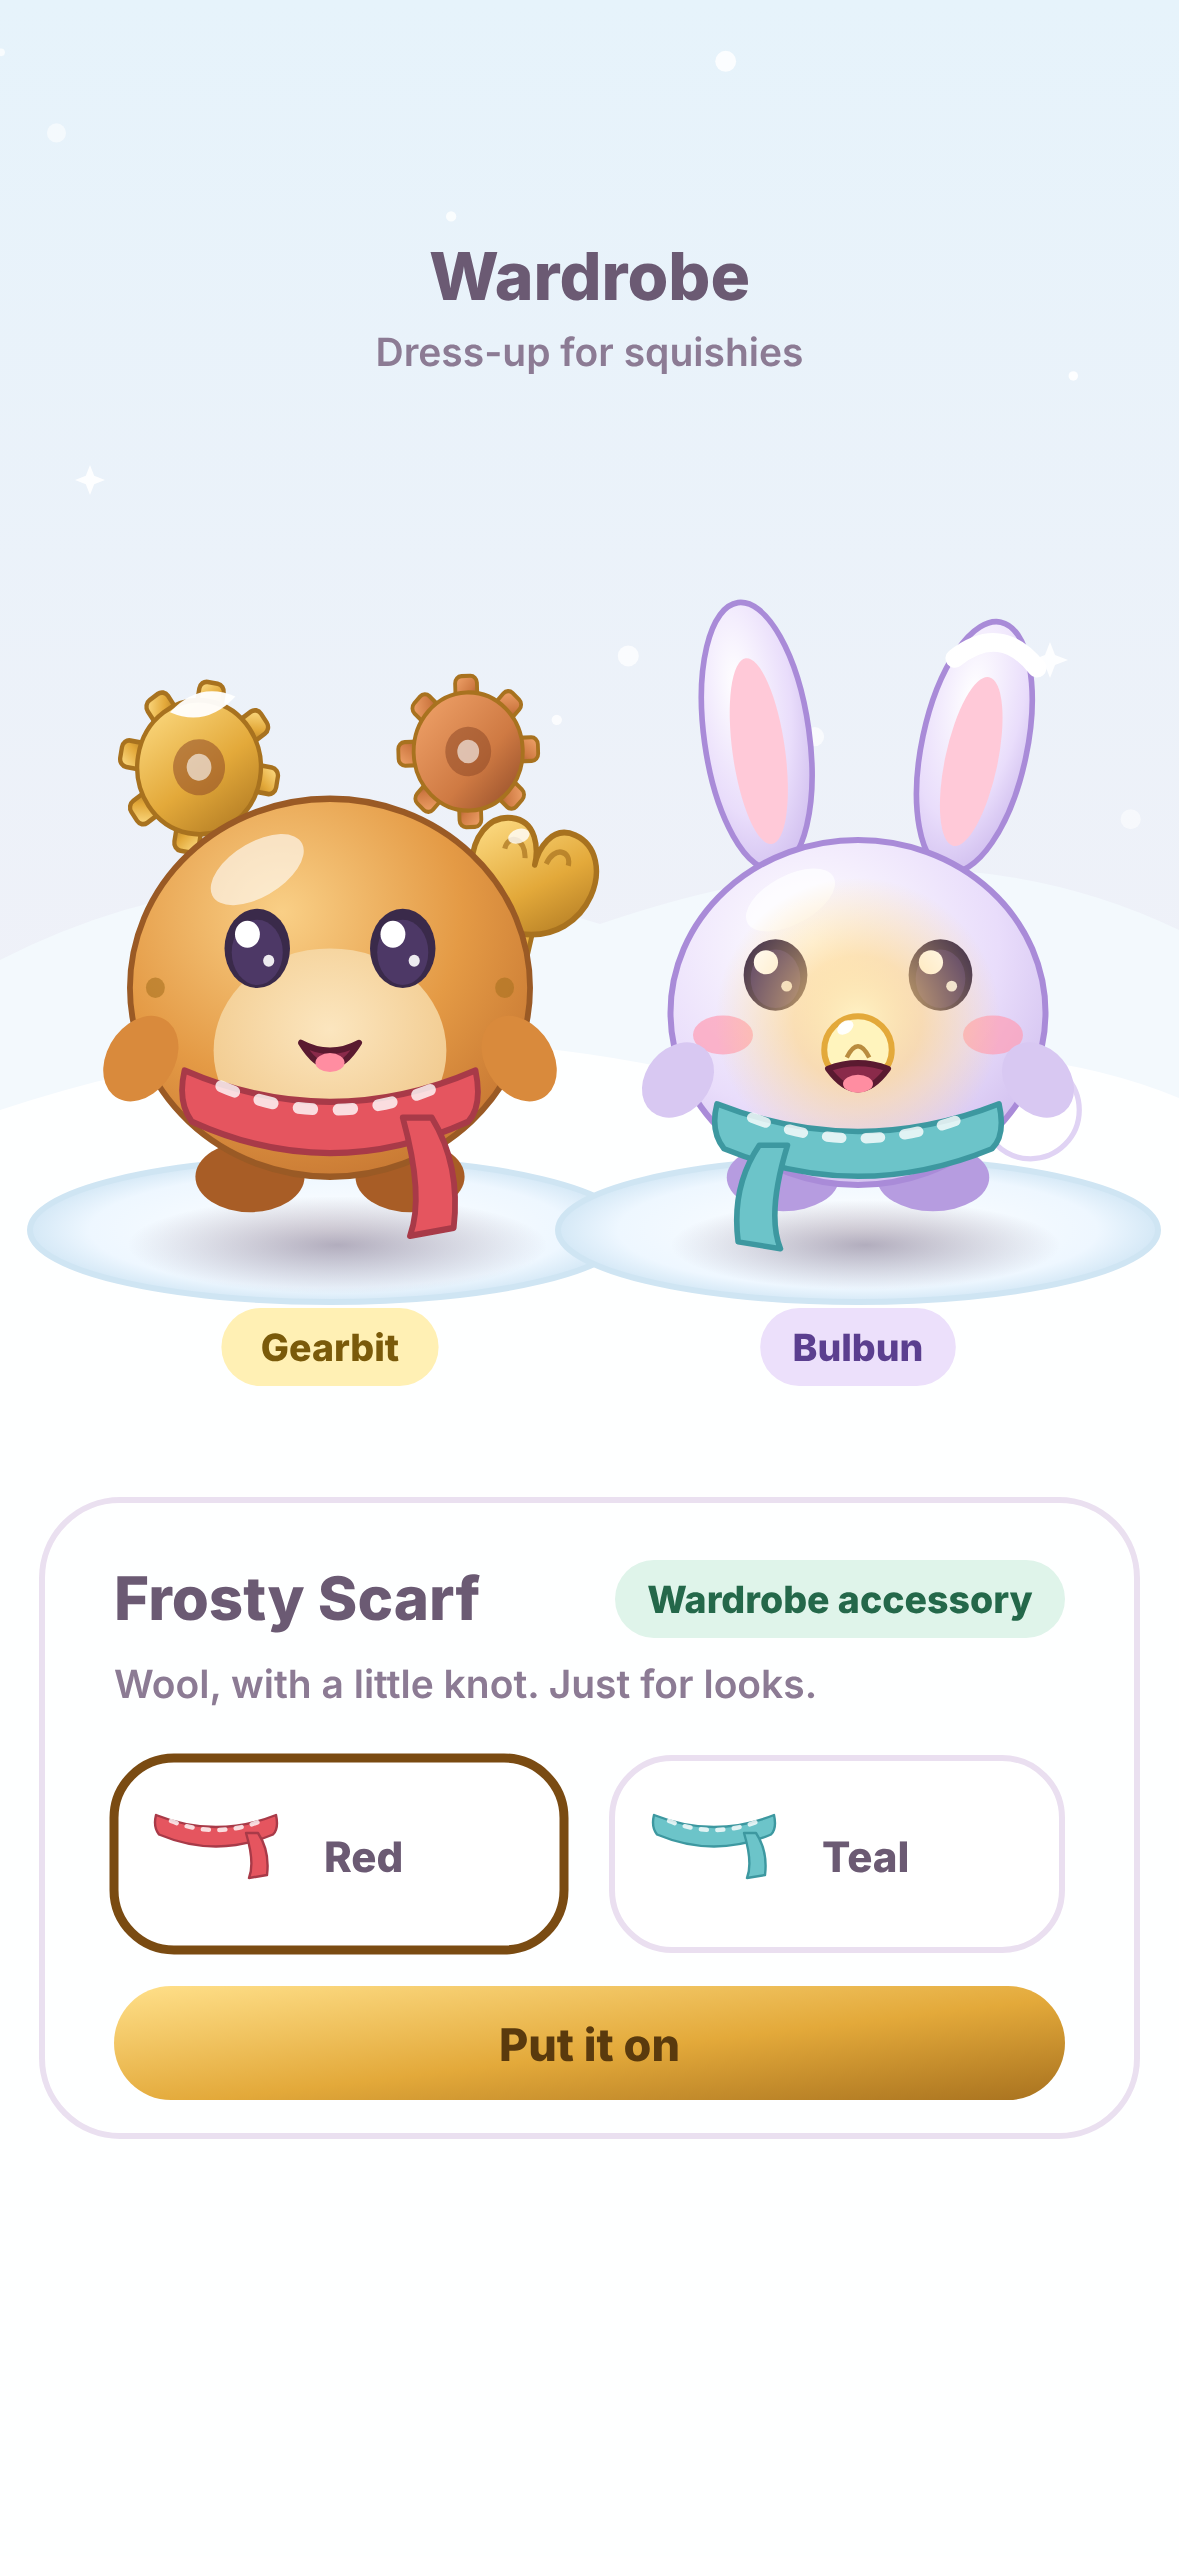 Wardrobe
Dress-up for squishies
Gearbit
Bulbun
Frosty Scarf
Wardrobe accessory
Wool, with a little knot. Just for looks.
Red
Teal
Put it on